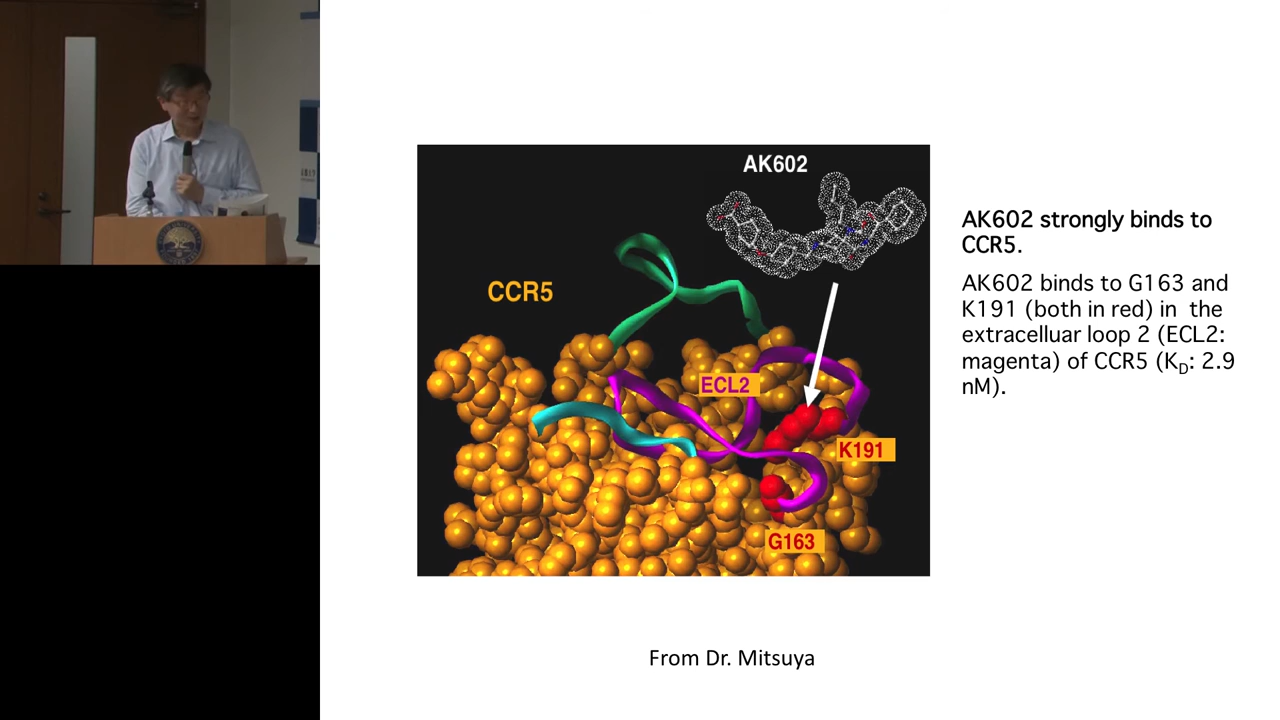 AK602
CCR5
ECL2
K191
G163
AK602 strongly binds to
CCR5.
AK602 binds to G163 and
K191 (both in red) in the
extracelluar loop 2 (ECL2:
magenta) of CCR5 (KD: 2.9
nM).
From Dr. Mitsuya